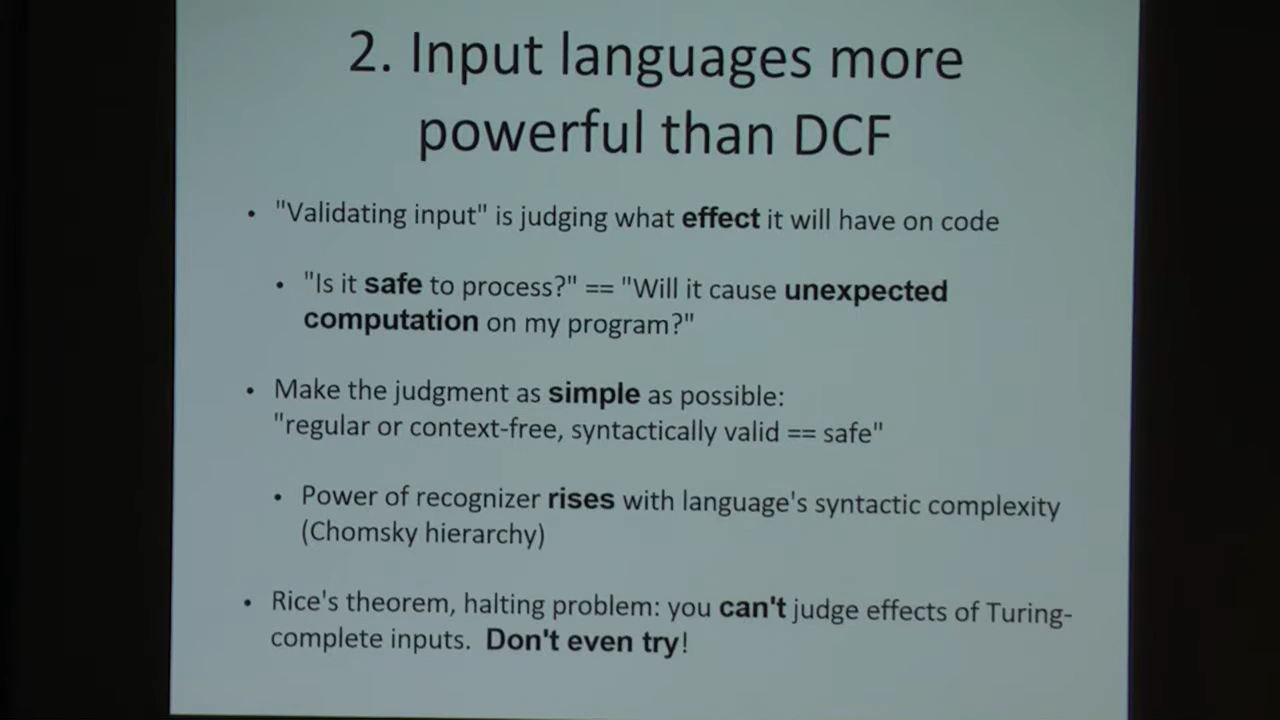 2. Input languages more
powerful than DCF
• "Validating input" is judging what effect it will have on code
• "Is it safe to process?" == "Will it cause unexpected
computation on my program?"
• Make the judgment as simple as possible:
"regular or context-free, syntactically valid == safe"
• Power of recognizer rises with language's syntactic complexity
(Chomsky hierarchy)
• Rice's theorem, halting problem: you can't judge effects of Turing-
complete inputs. Don't even try!